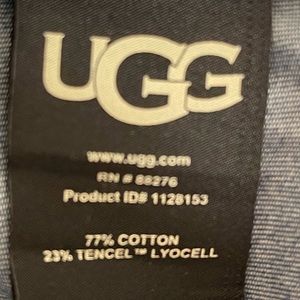 UGG
www.ugg.com
RN # 88276
Product ID# 1128153
77% COTTON
23% TENCEL™ LYOCELL